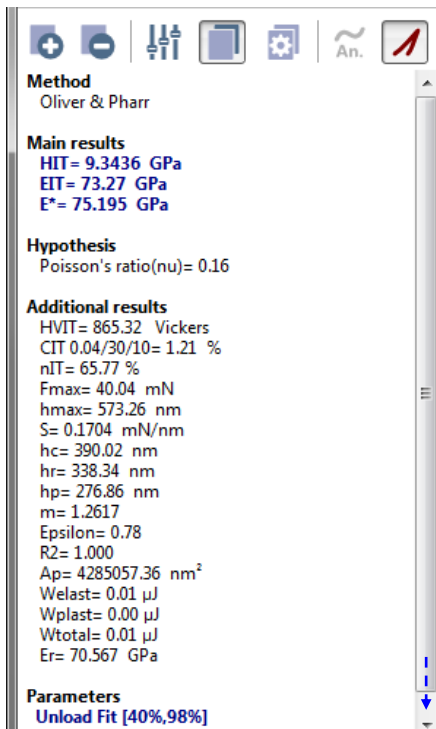 An.
Method
Oliver & Pharr
Main results
HIT= 9.3436 GPa
EIT= 73.27 GPa
E*= 75.195 GPa
Hypothesis
Poisson's ratio(nu)= 0.16
Additional results
HVIT= 865.32 Vickers
CIT 0.04/30/10= 1.21 %
nIT= 65.77 %
Fmax= 40.04 mN
hmax= 573.26 nm
S= 0.1704 mN/nm
hc= 390.02 nm
hr= 338.34 nm
hp= 276.86 nm
m= 1.2617
Epsilon= 0.78
R2= 1.000
Ap= 4285057.36 nm²
Welast= 0.01 µJ
Wplast= 0.00 µJ
Wtotal= 0.01 µJ
Er= 70.567 GPa
Parameters
Unload Fit [40%,98%]